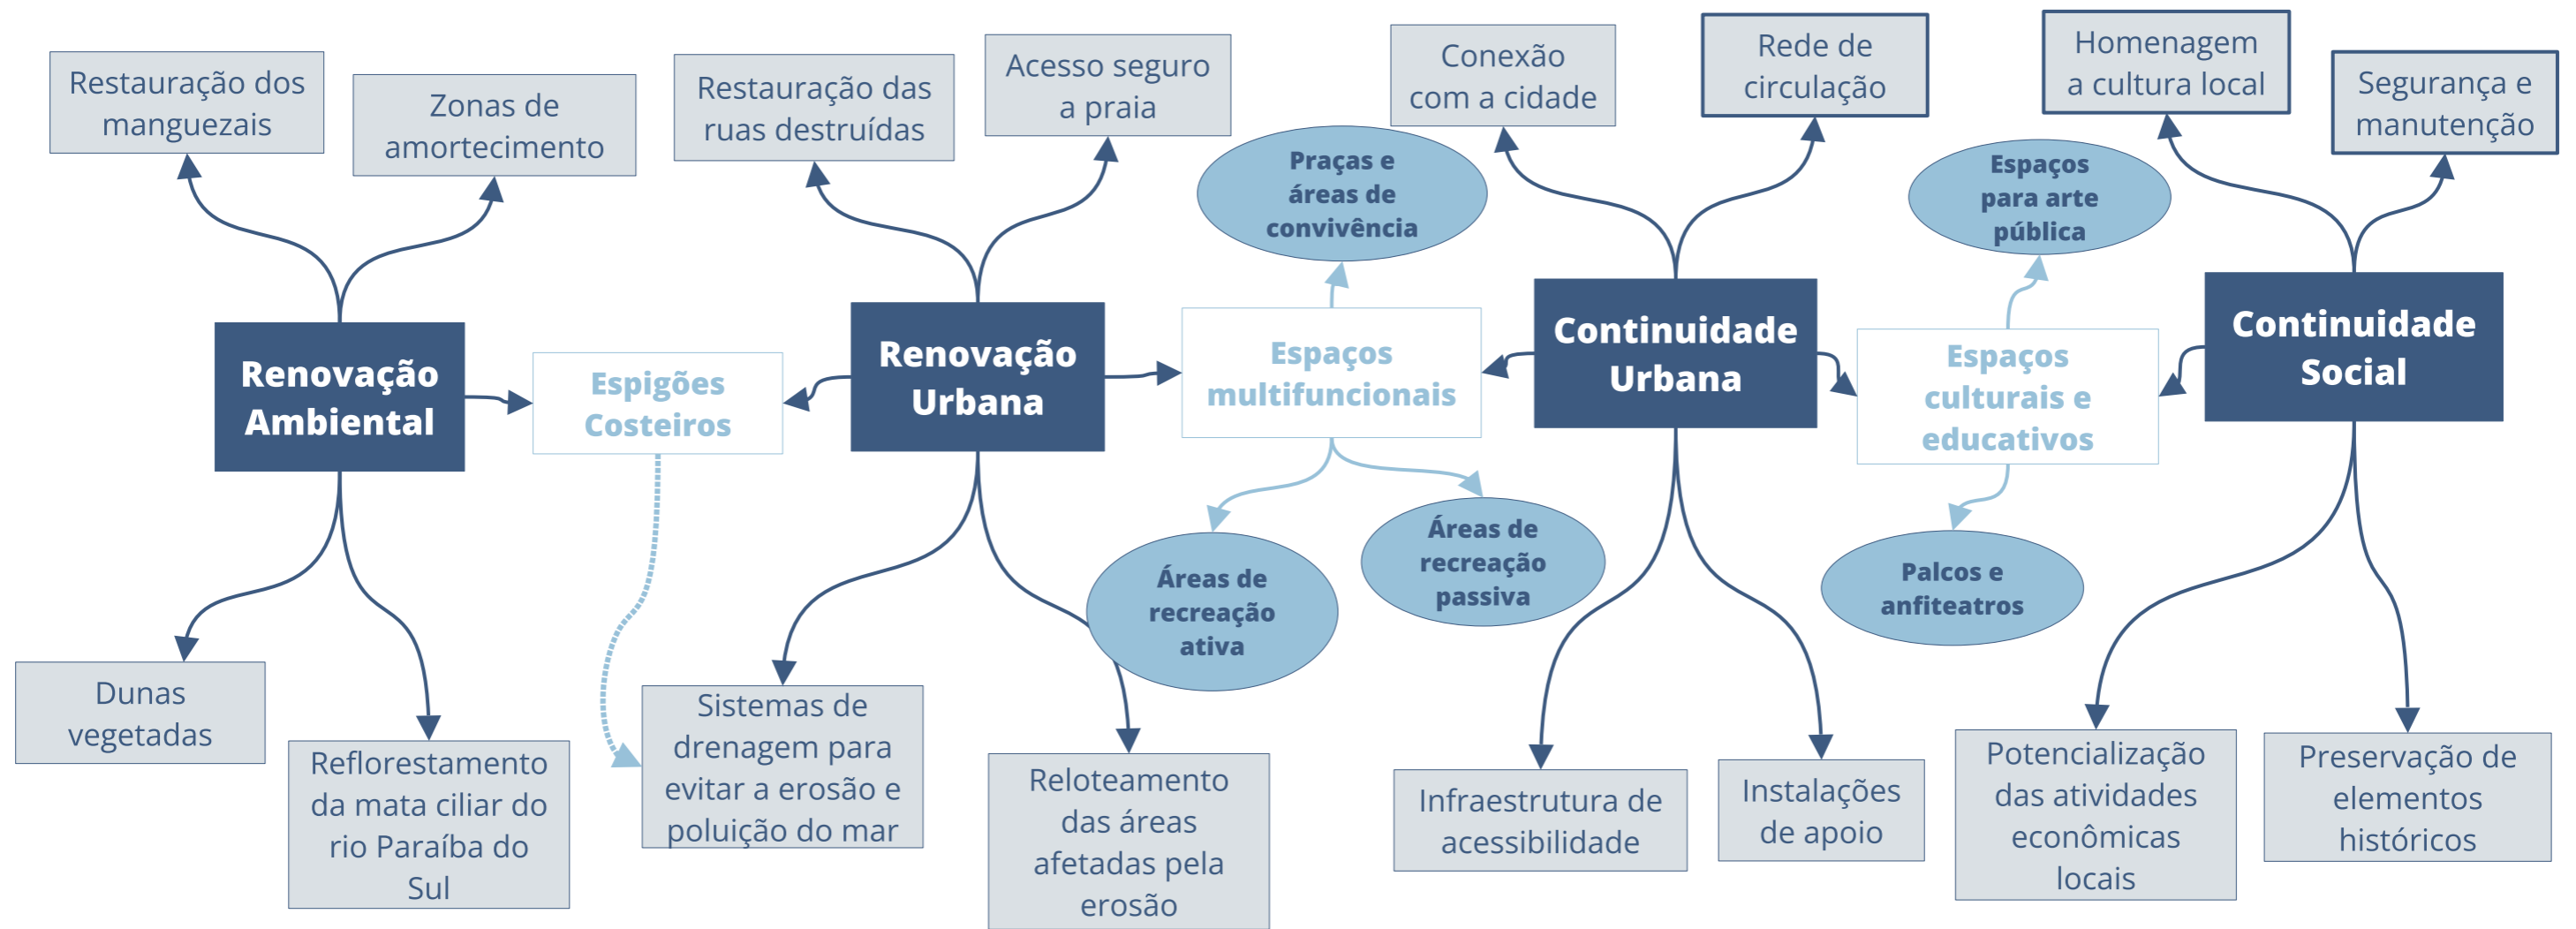 Restauração dos
manguezais
Zonas de
amortecimento
Restauração das
ruas destruídas
Acesso seguro
a praia
Conexão
com a cidade
Rede de
circulação
Homenagem
a cultura local
Segurança e
manutenção
Praças e
áreas de
convivência
Espaços
para arte
pública
Renovação
Ambiental
Espigões
Costeiros
Renovação
Urbana
Espaços
multifuncionais
Continuidade
Urbana
Espaços
culturais e
educativos
Continuidade
Social
Áreas de
recreação
ativa
Áreas de
recreação
passiva
Palcos e
anfiteatros
Dunas
vegetadas
Reflorestamento
da mata ciliar do
rio Paraíba do
Sul
Sistemas de
drenagem para
evitar a erosão e
poluição do mar
Reloteamento
das áreas
afetadas pela
erosão
Infraestrutura de
acessibilidade
Instalações
de apoio
Potencialização
das atividades
econômicas
locais
Preservação de
elementos
históricos